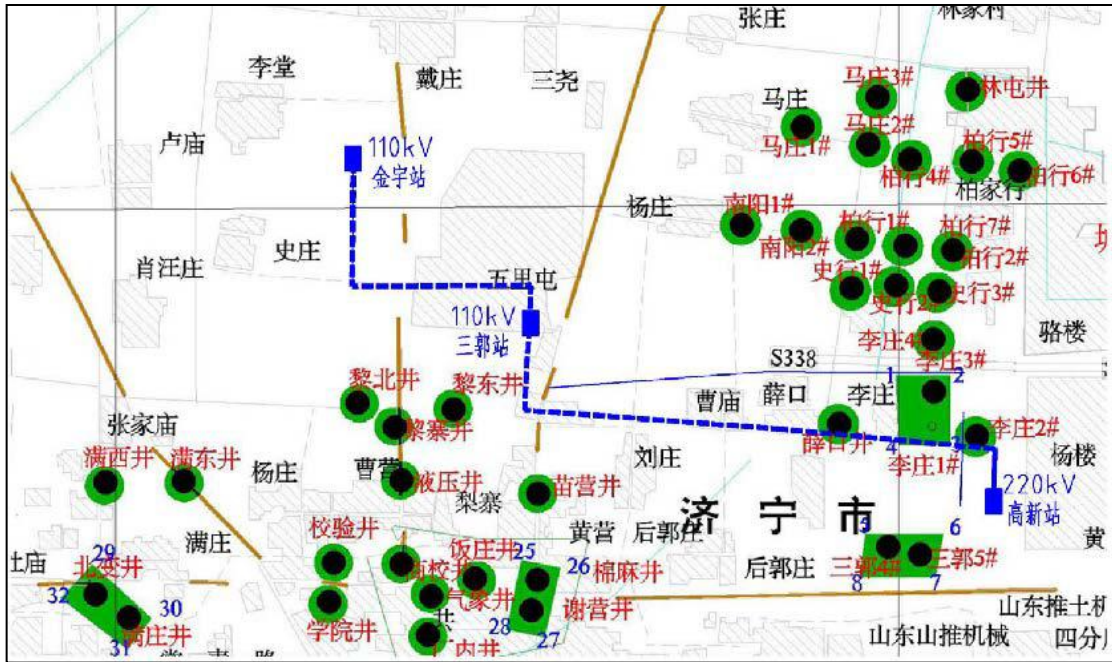 张庄
林家村
李堂
戴庄
三尧
马庄3#
林屯井
马庄
110kV
金宇站
卢庙
马庄2#
马庄1#
柏行5#
柏行4#
柏行6#
柏家行
杨庄
南阳1#
柏行1#
柏行7#
南阳2#
柏行2#
史庄
肖汪庄
五里屯
史行1#
史行2#
史行3#
110kV
三郭站
骆楼
李庄4#
S338
李庄3#
1
2
黎北井
黎东井
曹庙
薛口
李庄
张家庙
黎寨井
薛口井
4
3
李庄2#
满西井
满东井
杨庄
曹营
液压井
刘庄
李庄1#
杨楼
梨寨
苗营井
220kV
高新站
济宁市
校验井
满庄
黄营
后郭庄
5
6
黄
饭庄井
25
26
棉麻井
后郭庄
三郭4#
三郭5#
29
北变井
商校井
8
7
32
30
气象井
谢营井
学院井
28
27
山东推土机
满庄井
31
山东山推机械
四分厂